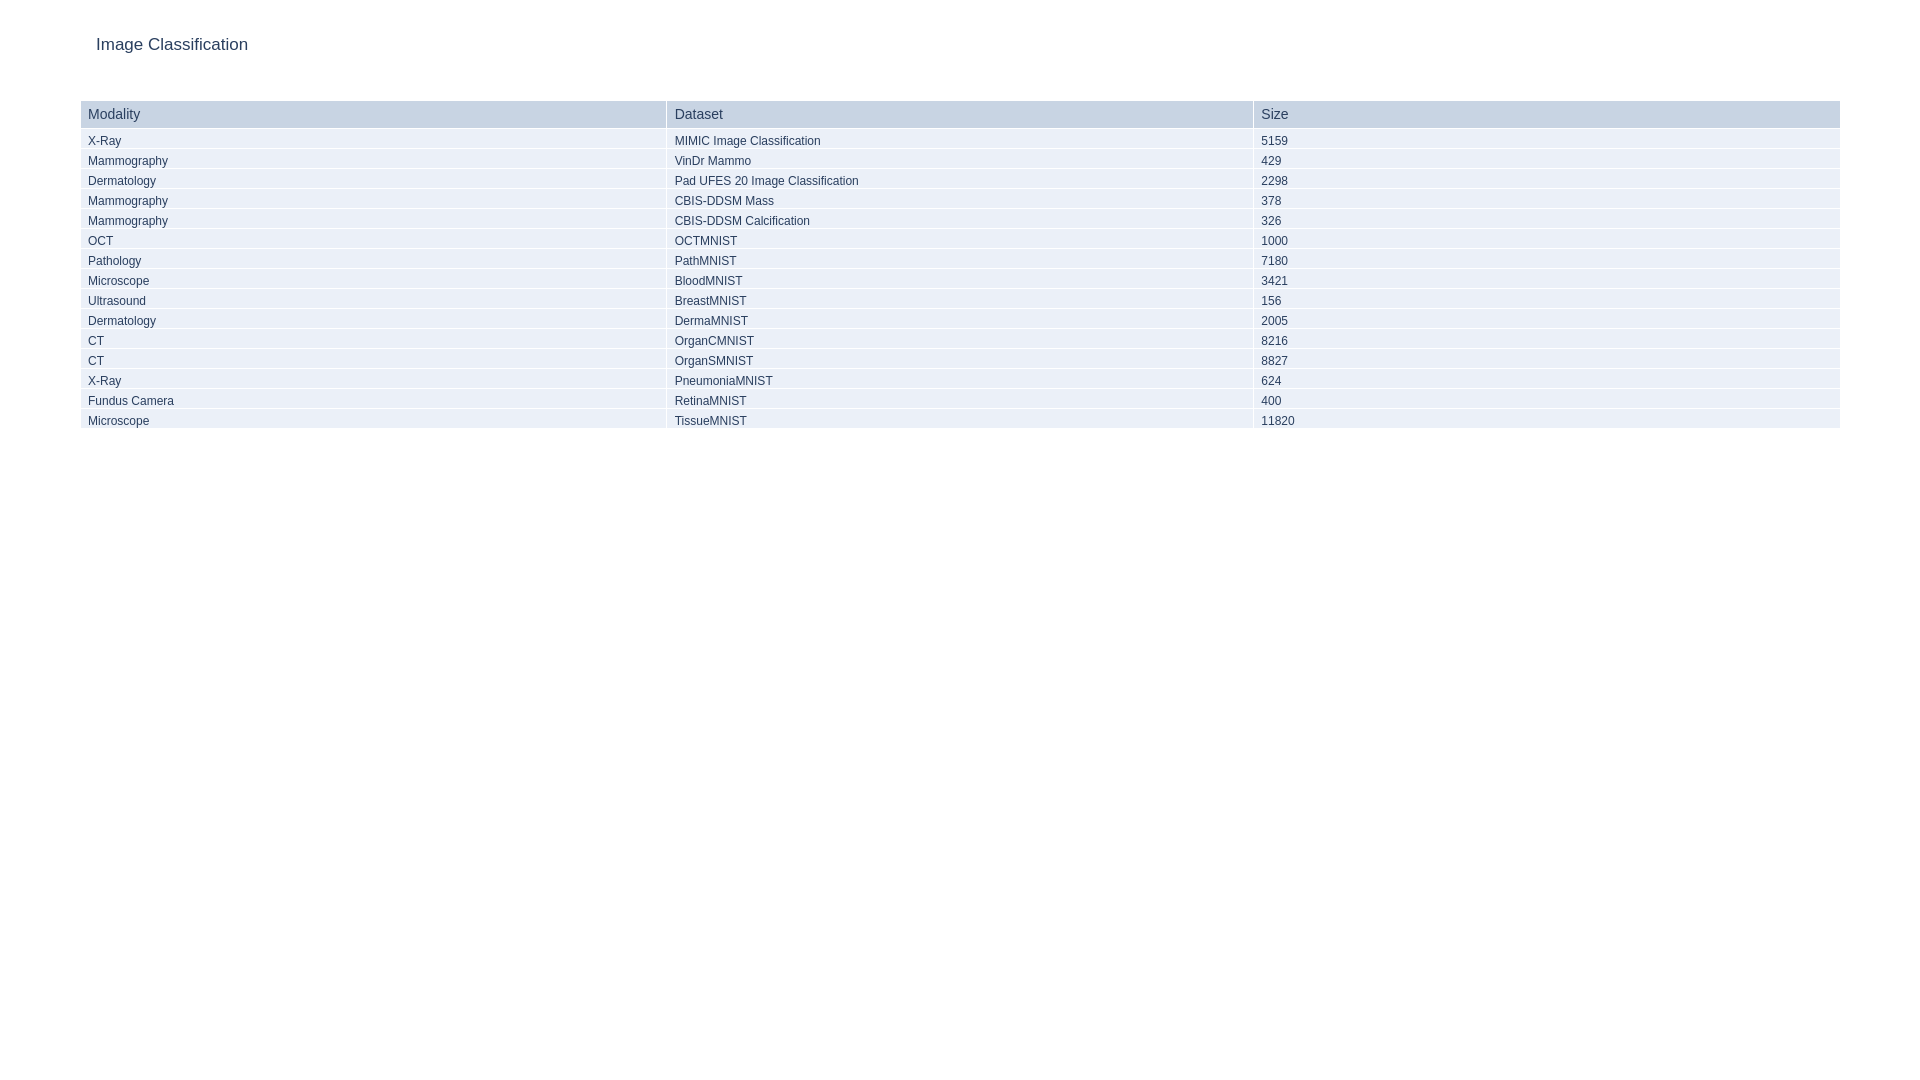 Image Classification
Modality Dataset Size
X-Ray MIMIC Image Classification 5159
Mammography VinDr Mammo 429
Dermatology Pad UFES 20 Image Classification 2298
Mammography CBIS-DDSM Mass 378
Mammography CBIS-DDSM Calcification 326
OCT OCTMNIST 1000
Pathology PathMNIST 7180
Microscope BloodMNIST 3421
Ultrasound BreastMNIST 156
Dermatology DermaMNIST 2005
CT OrganCMNIST 8216
CT OrganSMNIST 8827
X-Ray PneumoniaMNIST 624
Fundus Camera RetinaMNIST 400
Microscope TissueMNIST 11820